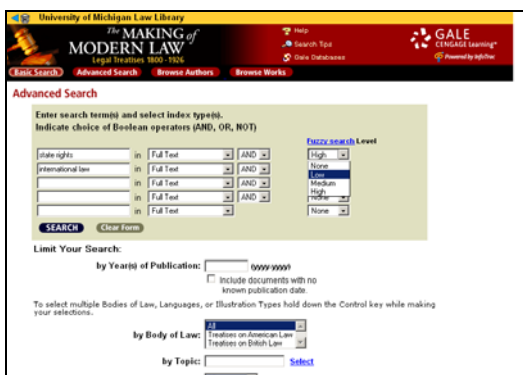 University of Michigan Law Library
The MAKING of
MODERN LAW
Legal Treatises 1800 - 1926
Help
Search Tips
Gale Databases
GALE
CENGAGE Learning™
Powered by InfoTrac
Basic Search Advanced Search Browse Authors Browse Works
Advanced Search
Enter search term(s) and select index type(s).
Indicate choice of Boolean operators (AND, OR, NOT)
Fuzzy search Level
state rights in Full Text AND High
international law in Full Text AND
None
Low
Medium
High
in Full Text AND
in Full Text AND None
in Full Text None
SEARCH Clear Form
Limit Your Search:
by Year(s) of Publication: (yyyy-yyyy)
Include documents with no
known publication date.
To select multiple Bodies of Law, Languages, or Illustration Types hold down the Control key while making
your selections.
by Body of Law: All
Treatises on American Law
Treatises on British Law
by Topic: Select